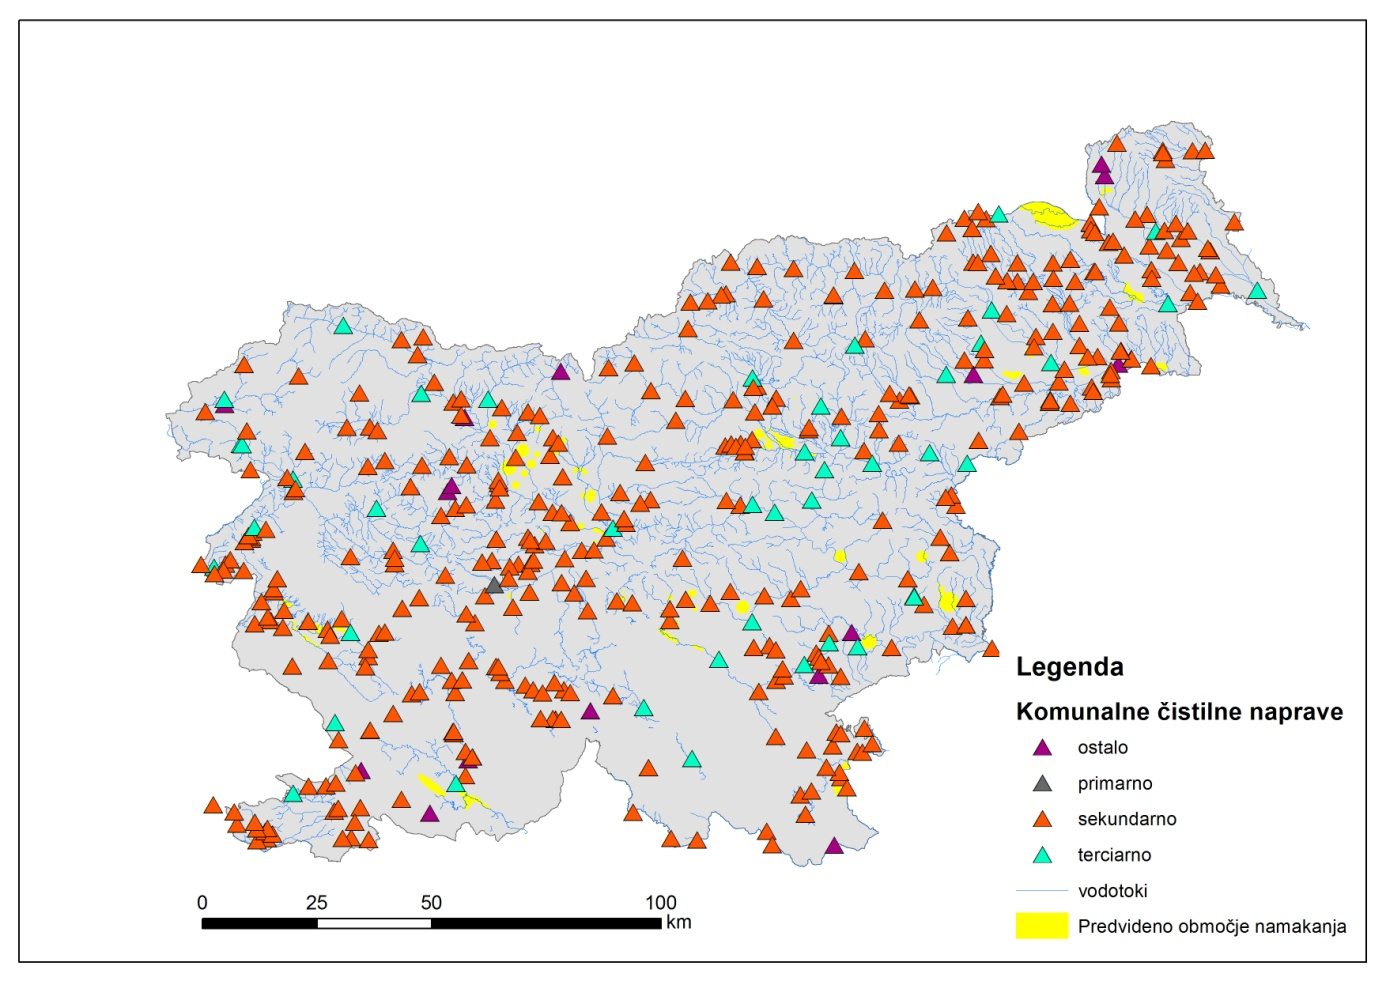 Legenda
Komunalne čistilne naprave
ostalo
primarno
sekundarno
terciarno
vodotoki
Predvideno območje namakanja
0 25 50 100
km